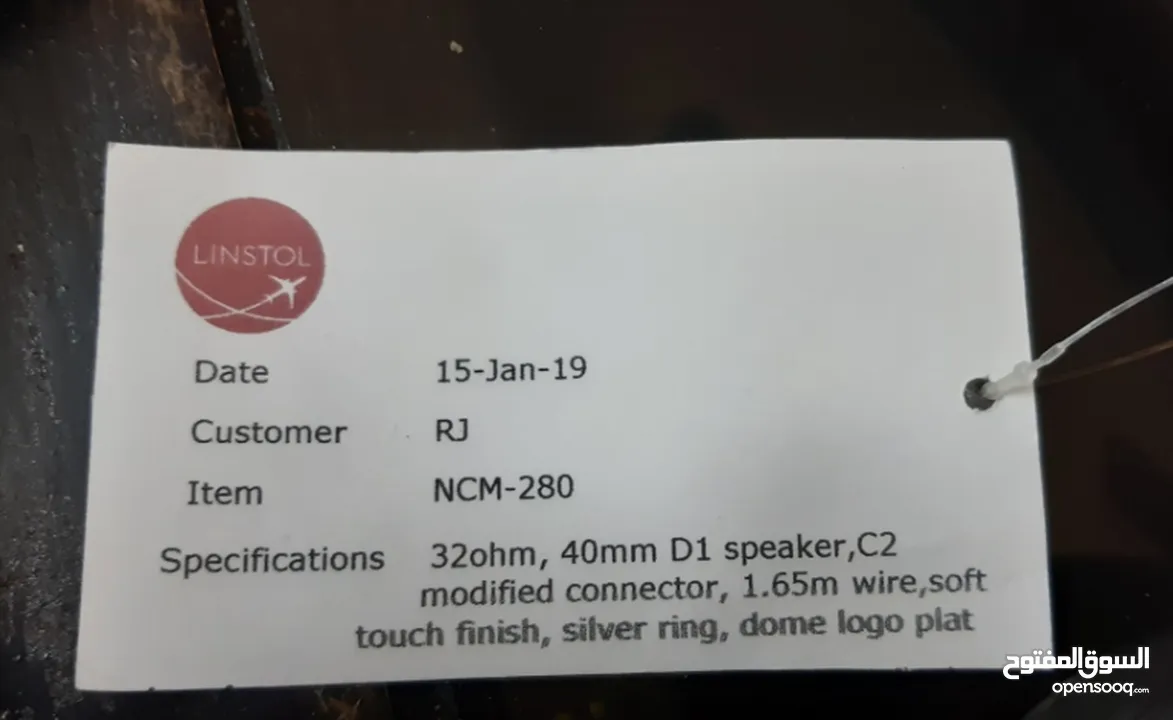 LINSTOL
Date 15-Jan-19
Customer RJ
Item NCM-280
Specifications 32ohm, 40mm D1 speaker,C2
modified connector, 1.65m wire,soft
touch finish, silver ring, dome logo plat
السوق المفتوح
opensooq.com